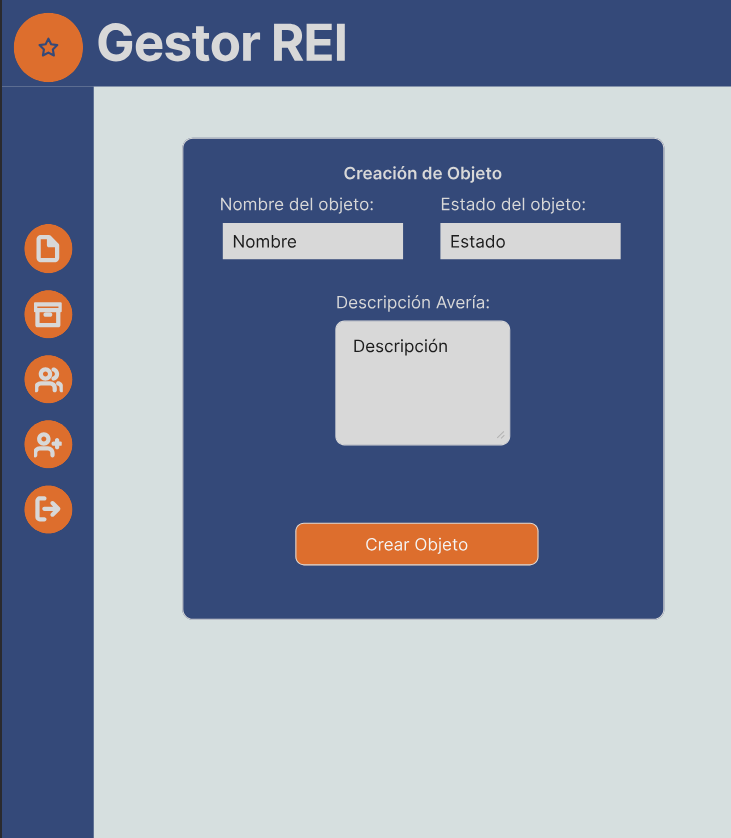 Gestor REI
Creación de Objeto
Nombre del objeto: Estado del objeto:
Nombre Estado
Descripción Avería:
Descripción
Crear Objeto